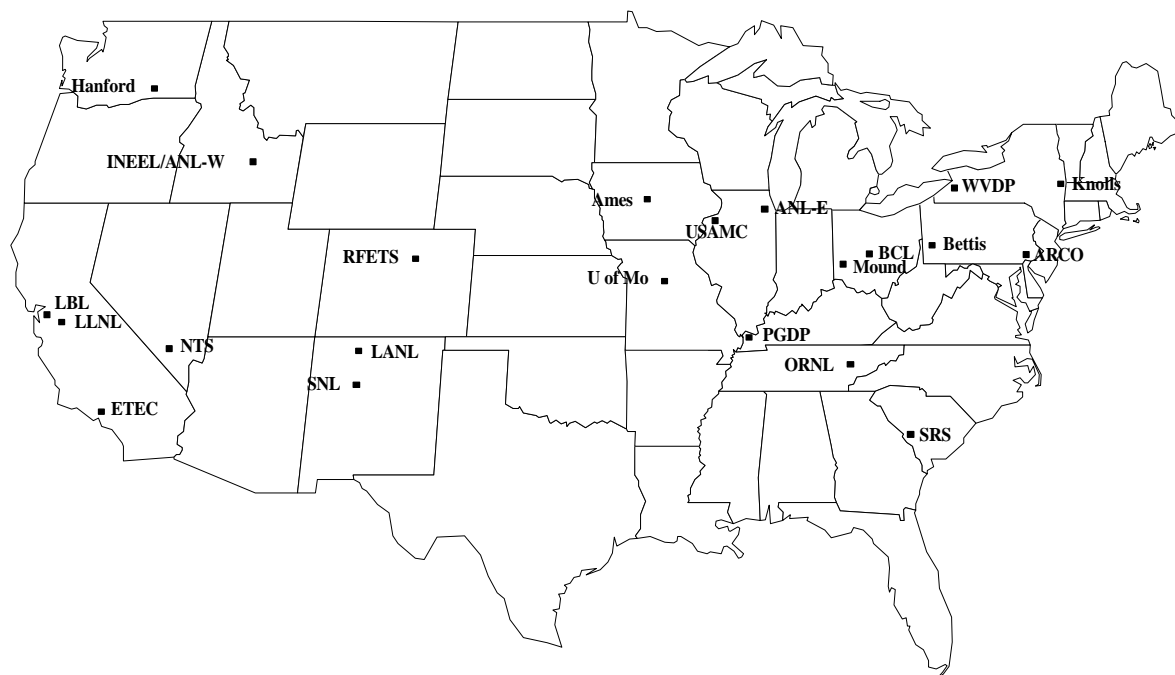 Hanford
INEEL/ANL-W
WVDP
Knolls
Ames
ANL-E
USAMC
RFETS
BCL
Bettis
Mound
ARCO
U of Mo
LBL
LLNL
NTS
LANL
PGDP
ORNL
SNL
ETEC
SRS